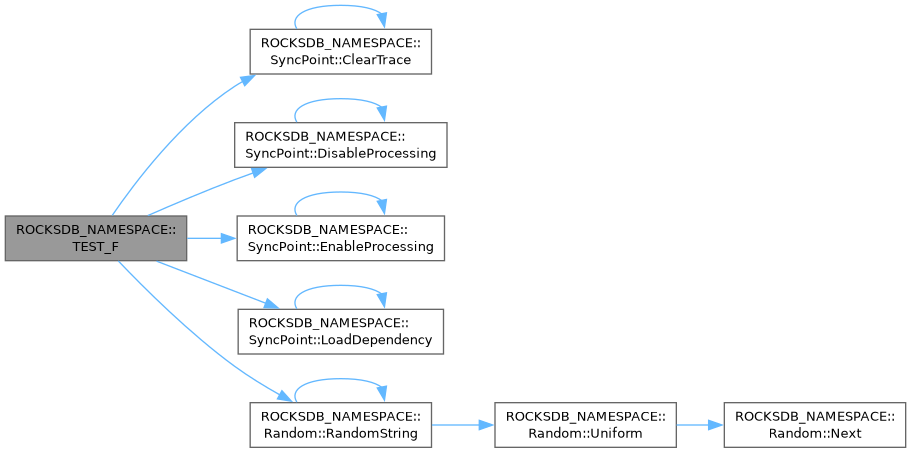 ROCKSDB_NAMESPACE::
SyncPoint::ClearTrace
ROCKSDB_NAMESPACE::
SyncPoint::DisableProcessing
ROCKSDB_NAMESPACE::
TEST_F
ROCKSDB_NAMESPACE::
SyncPoint::EnableProcessing
ROCKSDB_NAMESPACE::
SyncPoint::LoadDependency
ROCKSDB_NAMESPACE::
Random::RandomString
ROCKSDB_NAMESPACE::
Random::Uniform
ROCKSDB_NAMESPACE::
Random::Next